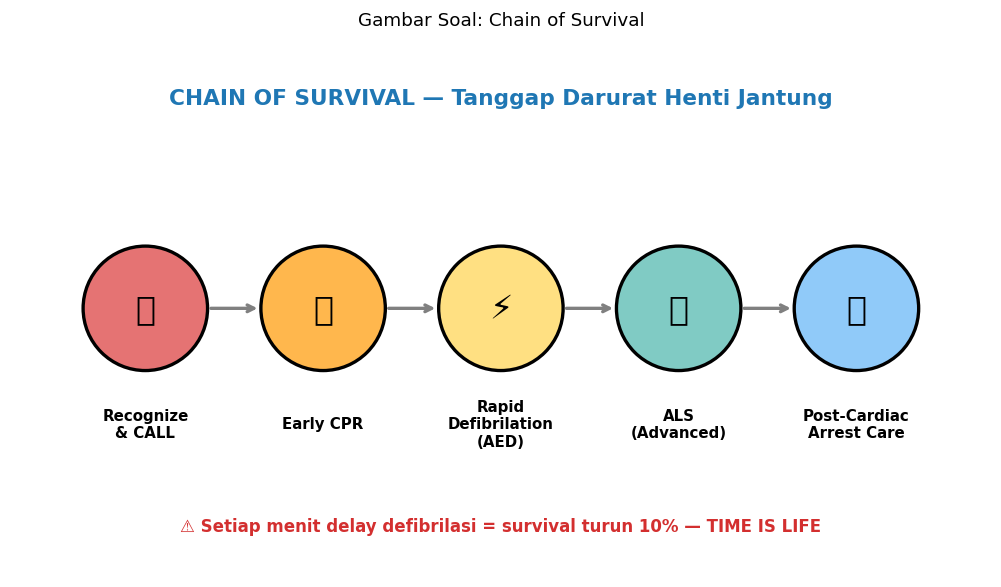 Gambar Soal: Chain of Survival
CHAIN OF SURVIVAL — Tanggap Darurat Henti Jantung
⚡
Recognize
& CALL
Early CPR
Rapid
Defibrilation
(AED)
ALS
(Advanced)
Post-Cardiac
Arrest Care
⚠ Setiap menit delay defibrilasi = survival turun 10% — TIME IS LIFE